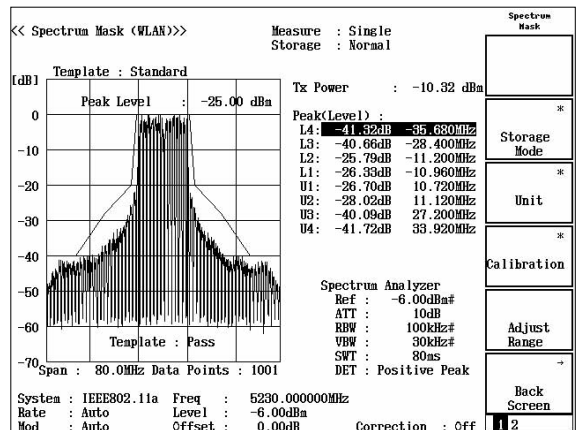 Spectrum
Mask
<< Spectrum Mask (WLAN)>>
Measure : Single
Storage : Normal
[dB]
Template : Standard
Peak Level : -25.00 dBm
0
-10
-20
-30
-40
-50
-60
-70
Template : Pass
Span : 80.0MHz Data Points : 1001
Tx Power : -10.32 dBm
Peak(Level) :
L4: -41.32dB -35.680MHz
L3: -40.66dB -28.400MHz
L2: -25.79dB -11.200MHz
L1: -26.33dB -10.960MHz
U1: -26.70dB 10.720MHz
U2: -28.02dB 11.120MHz
U3: -40.09dB 27.200MHz
U4: -41.72dB 33.920MHz
Spectrum Analyzer
Ref : -6.00dBm#
ATT : 10dB
RBW : 100kHz#
VBW : 30kHz#
SWT : 80ms
DET : Positive Peak
System : IEEE802.11a Freq : 5230.000000MHz
Rate : Auto Level : -6.00dBm
Mod : Auto Offset : 0.00dB Correction : Off
*
Storage
Mode
*
Unit
*
Calibration
Adjust
Range
→
Back
Screen
1 2